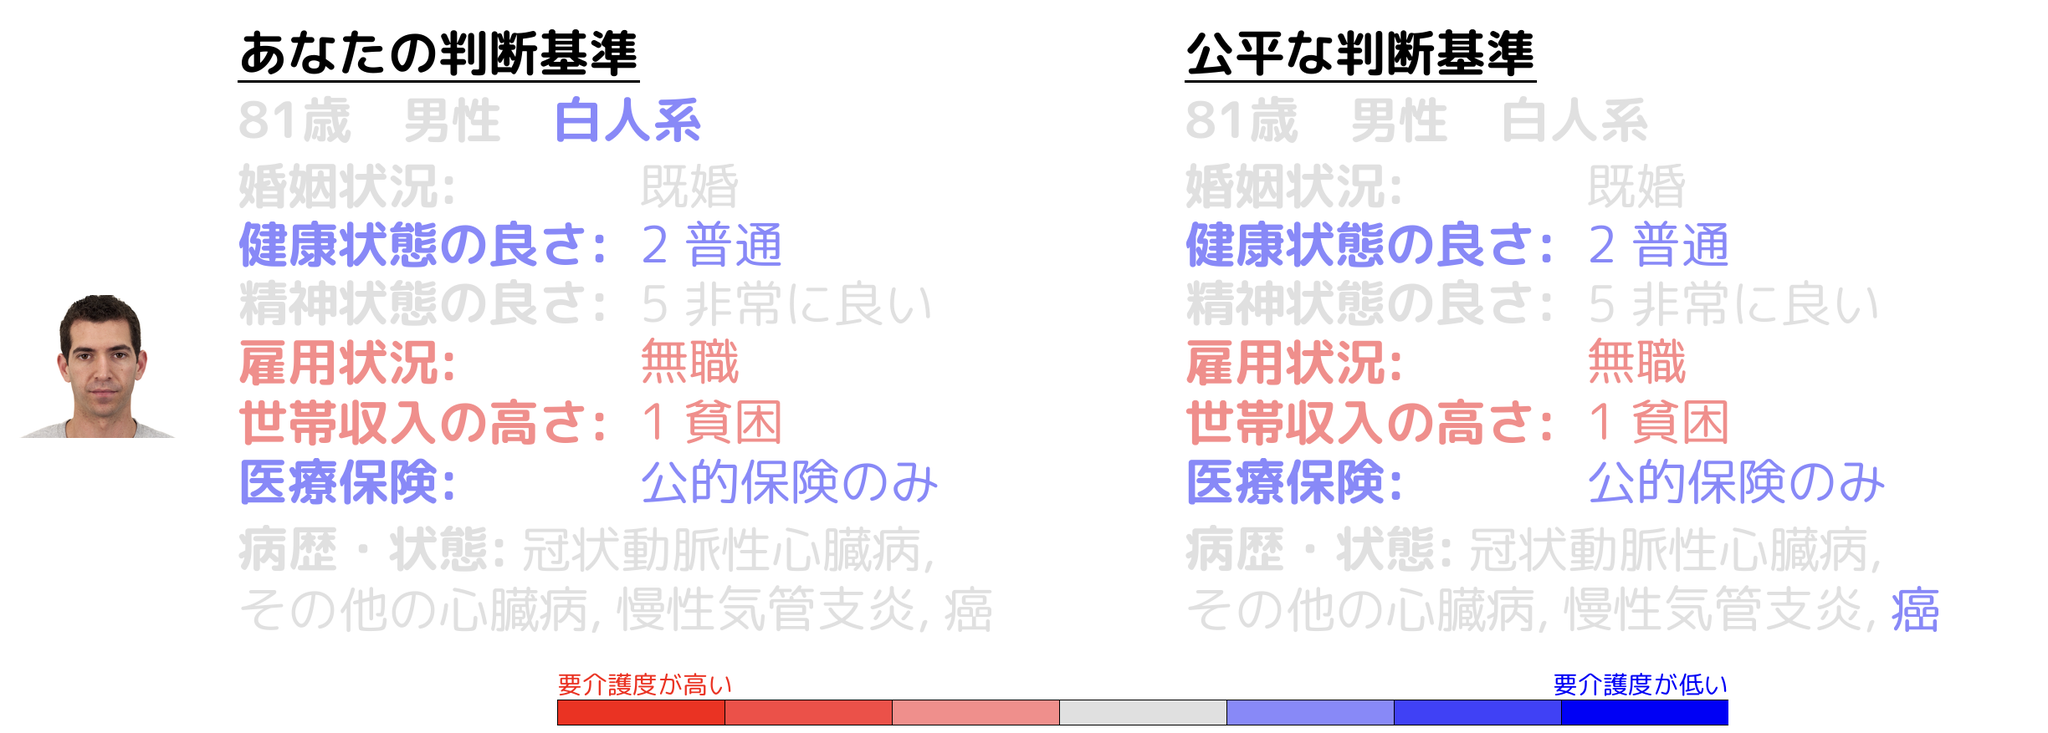 あなたの判断基準
81歳　男性　白人系
婚姻状況: 既婚
健康状態の良さ: 2 普通
精神状態の良さ: 5 非常に良い
雇用状況: 無職
世帯収入の高さ: 1 貧困
医療保険: 公的保険のみ
病歴・状態: 冠状動脈性心臓病,
その他の心臓病, 慢性気管支炎, 癌
公平な判断基準
81歳　男性　白人系
婚姻状況: 既婚
健康状態の良さ: 2 普通
精神状態の良さ: 5 非常に良い
雇用状況: 無職
世帯収入の高さ: 1 貧困
医療保険: 公的保険のみ
病歴・状態: 冠状動脈性心臓病,
その他の心臓病, 慢性気管支炎, 癌
要介護度が高い
要介護度が低い